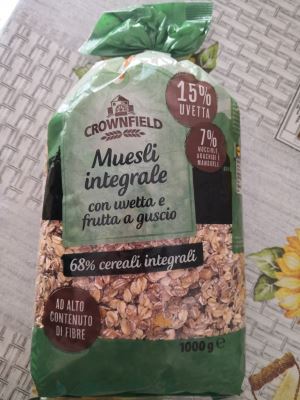 15%
UVETTA
CROWNFIELD
7%
NOCCIOLE
ARACHIDI E
MANDORLE
Muesli
integrale
con uvetta e
frutta a guscio
68% cereali integrali
AD ALTO
CONTENUTO
DI FIBRE
1000 g e